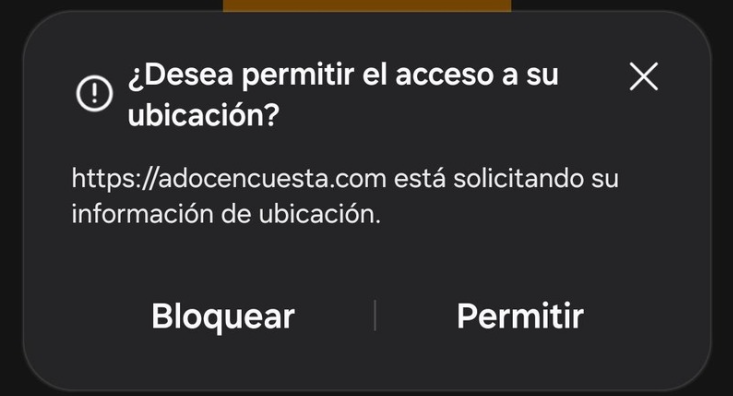 ¿Desea permitir el acceso a su
ubicación?
https://adocencuesta.com está solicitando su
información de ubicación.
Bloquear
Permitir